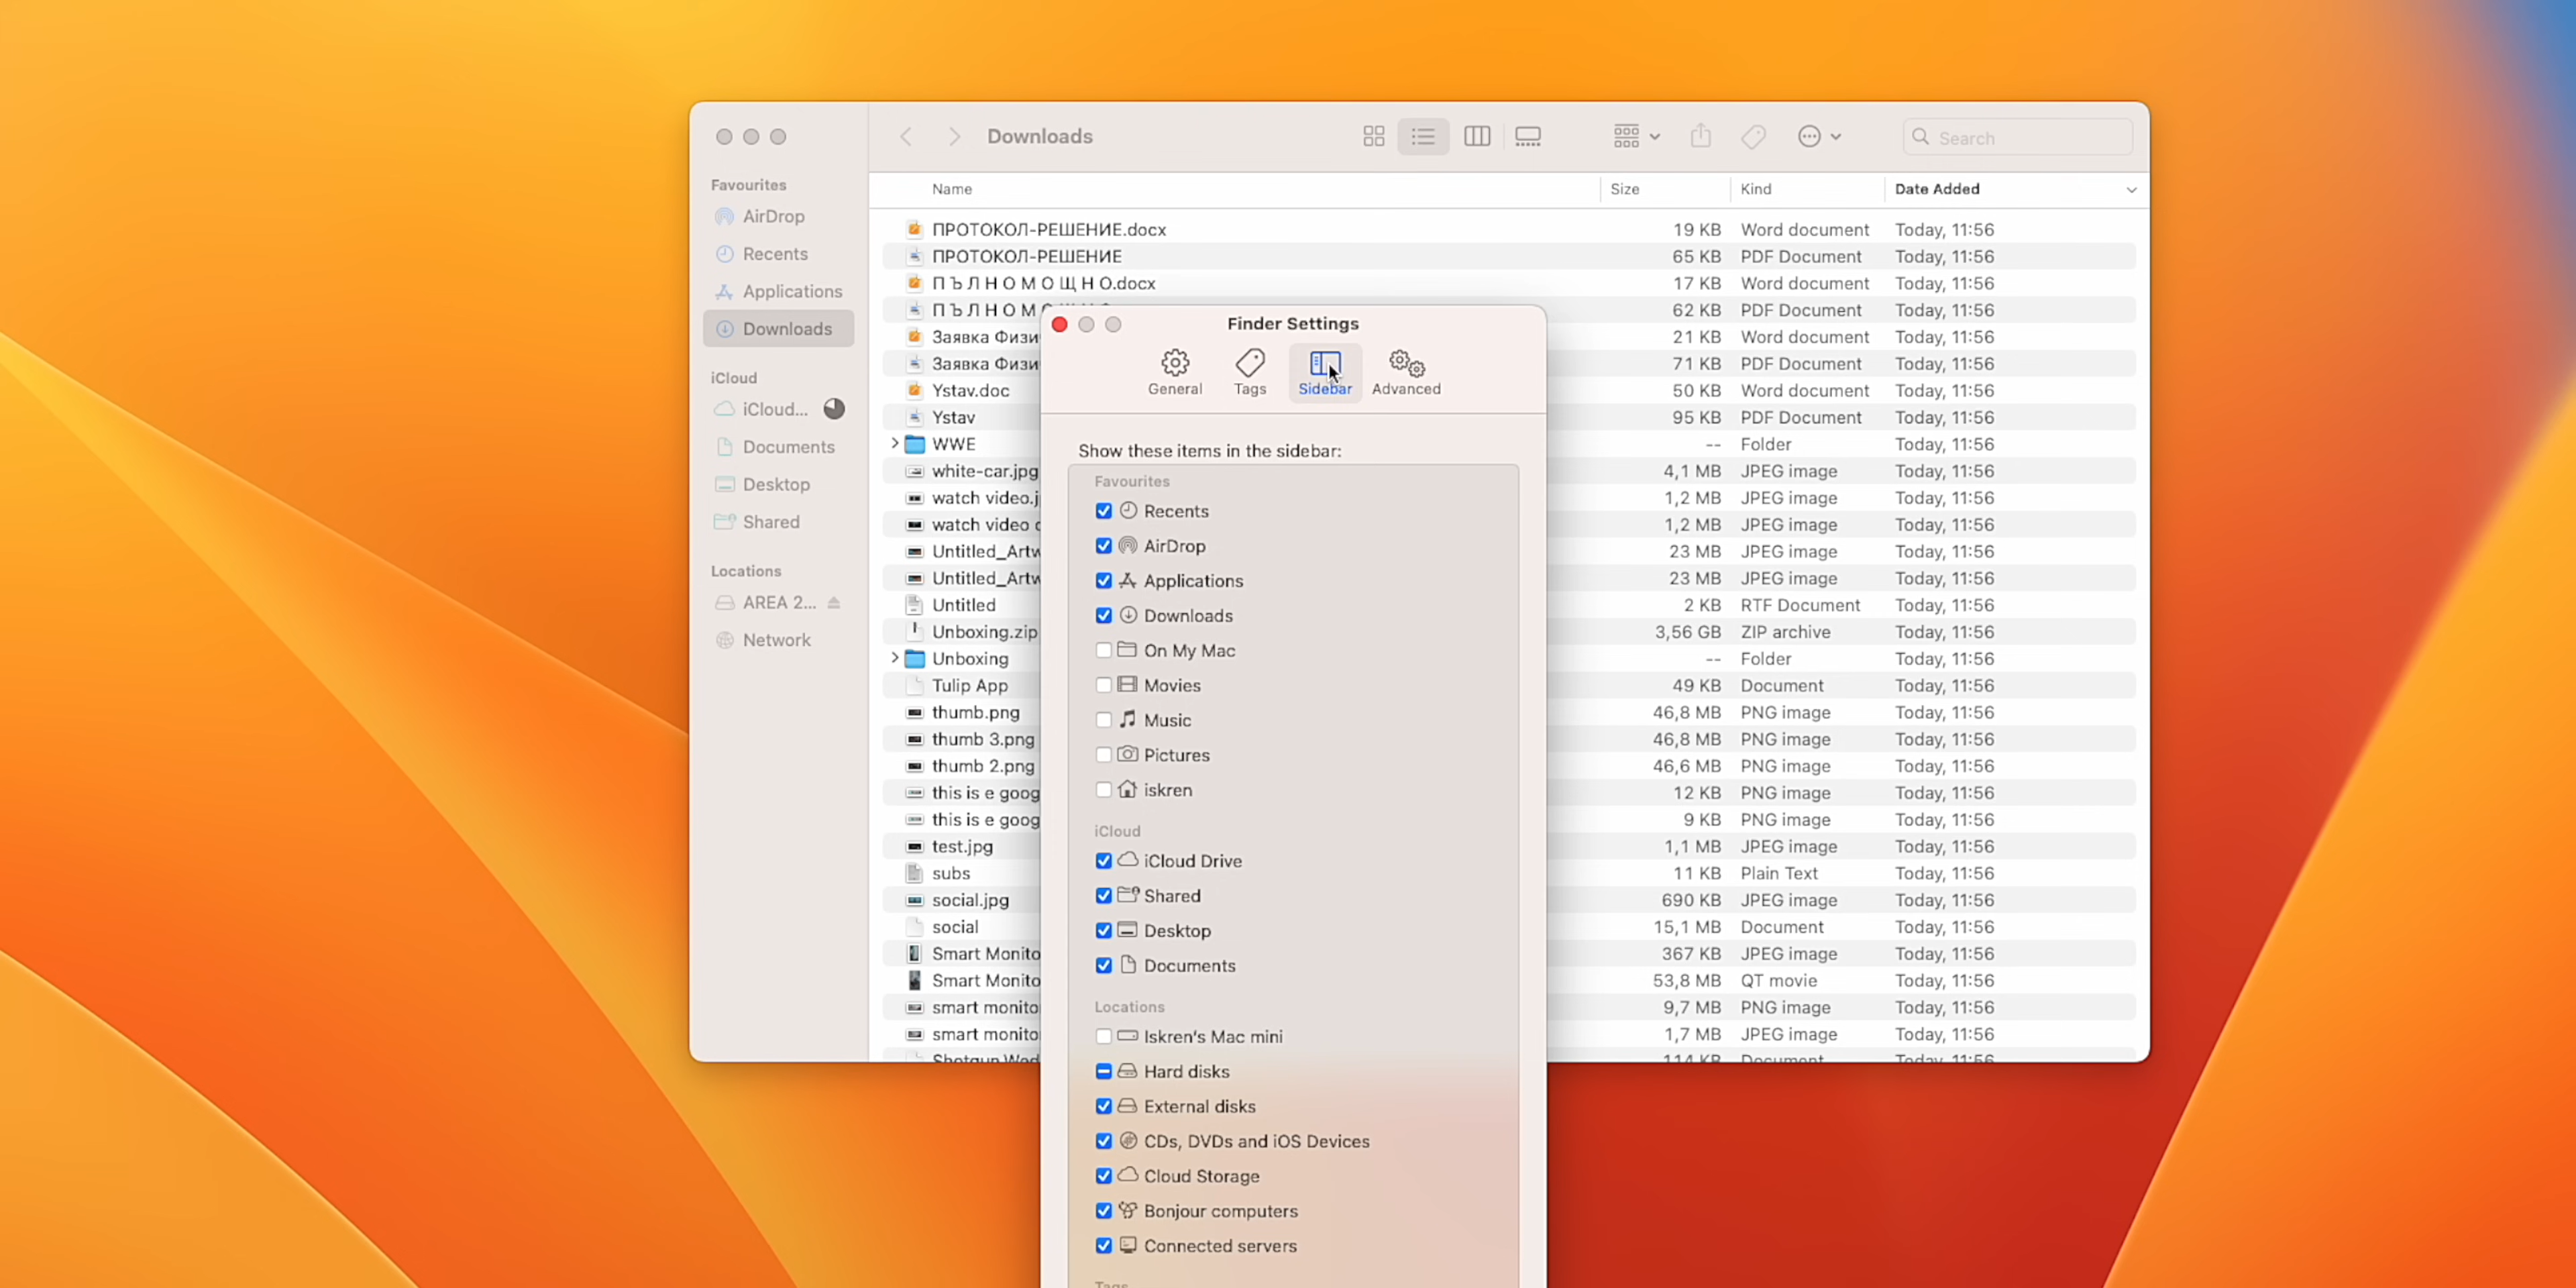 Downloads
Search
Favourites
AirDrop
Recents
Applications
Downloads
iCloud
iCloud...
Documents
Desktop
Shared
Locations
AREA 2...
Network
Name Size Kind Date Added
ПРОТОКОЛ-РЕШЕНИЕ.docx 19 KB Word document Today, 11:56
ПРОТОКОЛ-РЕШЕНИЕ 65 KB PDF Document Today, 11:56
П Ъ Л Н О М О Щ Н О.docx 17 KB Word document Today, 11:56
П Ъ Л Н О М 62 KB PDF Document Today, 11:56
Заявка Физи 21 KB Word document Today, 11:56
Заявка Физи 71 KB PDF Document Today, 11:56
Ystav.doc 50 KB Word document Today, 11:56
Ystav 95 KB PDF Document Today, 11:56
WWE -- Folder Today, 11:56
white-car.jpg 4,1 MB JPEG image Today, 11:56
watch video.j 1,2 MB JPEG image Today, 11:56
watch video 1,2 MB JPEG image Today, 11:56
Untitled_Artw 23 MB JPEG image Today, 11:56
Untitled_Artw 23 MB JPEG image Today, 11:56
Untitled 2 KB RTF Document Today, 11:56
Unboxing.zip 3,56 GB ZIP archive Today, 11:56
Unboxing -- Folder Today, 11:56
Tulip App 49 KB Document Today, 11:56
thumb.png 46,8 MB PNG image Today, 11:56
thumb 3.png 46,8 MB PNG image Today, 11:56
thumb 2.png 46,6 MB PNG image Today, 11:56
this is e goog 12 KB PNG image Today, 11:56
this is e goog 9 KB PNG image Today, 11:56
test.jpg 1,1 MB JPEG image Today, 11:56
subs 11 KB Plain Text Today, 11:56
social.jpg 690 KB JPEG image Today, 11:56
social 15,1 MB Document Today, 11:56
Smart Monito 367 KB JPEG image Today, 11:56
Smart Monito 53,8 MB QT movie Today, 11:56
smart monito 9,7 MB PNG image Today, 11:56
smart monito 1,7 MB JPEG image Today, 11:56
Shotgun Wed 114 KB Document Today, 11:56
Finder Settings
General Tags Sidebar Advanced
Show these items in the sidebar:
Favourites
Recents
AirDrop
Applications
Downloads
On My Mac
Movies
Music
Pictures
iskren
iCloud
iCloud Drive
Shared
Desktop
Documents
Locations
Iskren's Mac mini
Hard disks
External disks
CDs, DVDs and iOS Devices
Cloud Storage
Bonjour computers
Connected servers
Tags